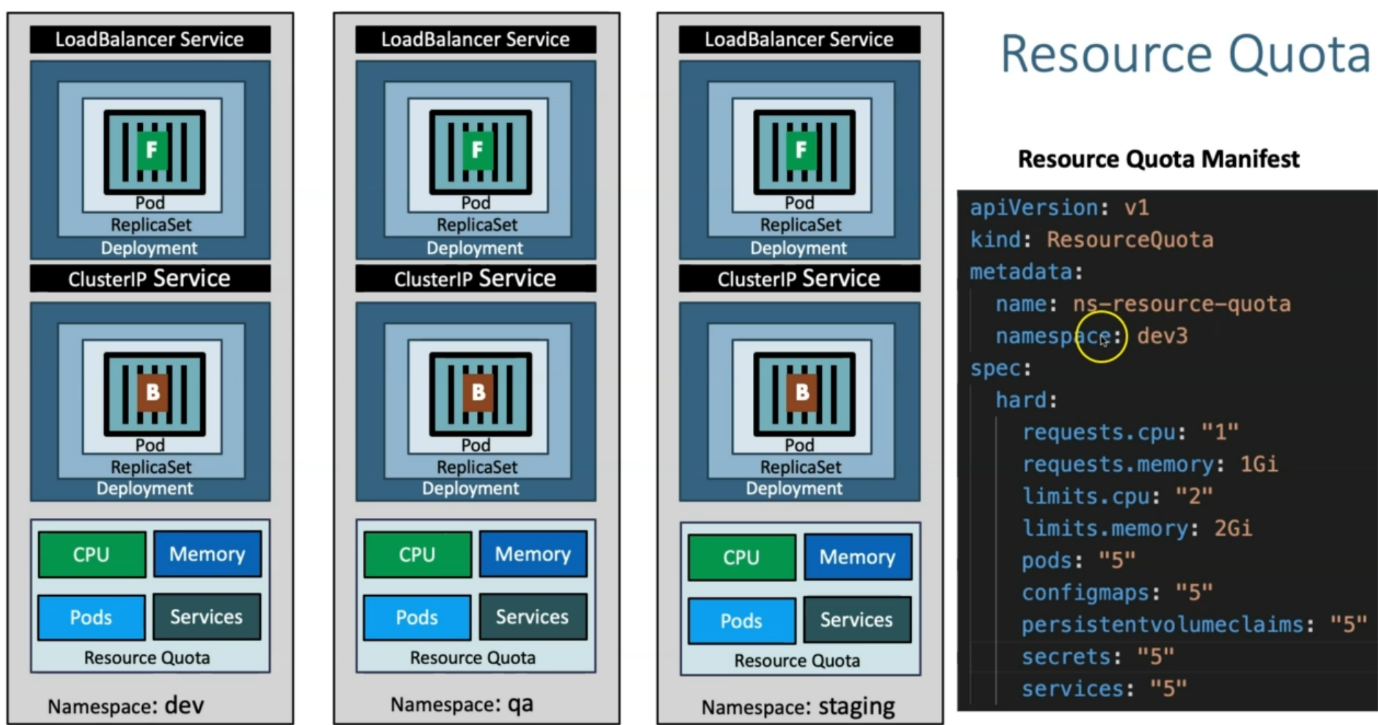 LoadBalancer Service
F
Pod
ReplicaSet
Deployment
ClusterIP Service
B
Pod
ReplicaSet
Deployment
CPU
Memory
Pods
Services
Resource Quota
Namespace: dev
LoadBalancer Service
F
Pod
ReplicaSet
Deployment
ClusterIP Service
B
Pod
ReplicaSet
Deployment
CPU
Memory
Pods
Services
Resource Quota
Namespace: qa
LoadBalancer Service
F
Pod
ReplicaSet
Deployment
ClusterIP Service
B
Pod
ReplicaSet
Deployment
CPU
Memory
Pods
Services
Resource Quota
Namespace: staging
Resource Quota
Resource Quota Manifest
apiVersion: v1
kind: ResourceQuota
metadata:
  name: ns-resource-quota
  namespace: dev3
spec:
  hard:
    requests.cpu: "1"
    requests.memory: 1Gi
    limits.cpu: "2"
    limits.memory: 2Gi
    pods: "5"
    configmaps: "5"
    persistentvolumeclaims: "5"
    secrets: "5"
    services: "5"